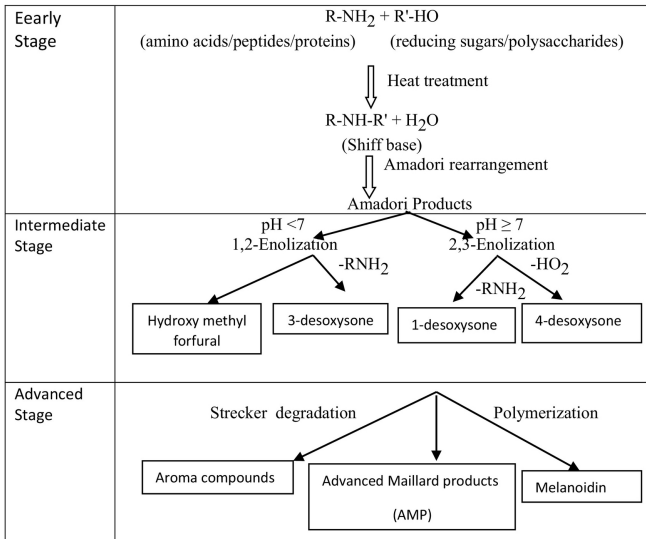 Eearly
Stage
R-NH2 + R'-HO
(amino acids/peptides/proteins) (reducing sugars/polysaccharides)
Heat treatment
R-NH-R' + H2O
(Shiff base)
Amadori rearrangement
Amadori Products
Intermediate
Stage
pH <7
1,2-Enolization
-RNH2
pH ≥ 7
2,3-Enolization
-HO2
-RNH2
Hydroxy methyl
forfural
3-desoxysone
1-desoxysone
4-desoxysone
Advanced
Stage
Strecker degradation
Polymerization
Aroma compounds
Advanced Maillard products
(AMP)
Melanoidin